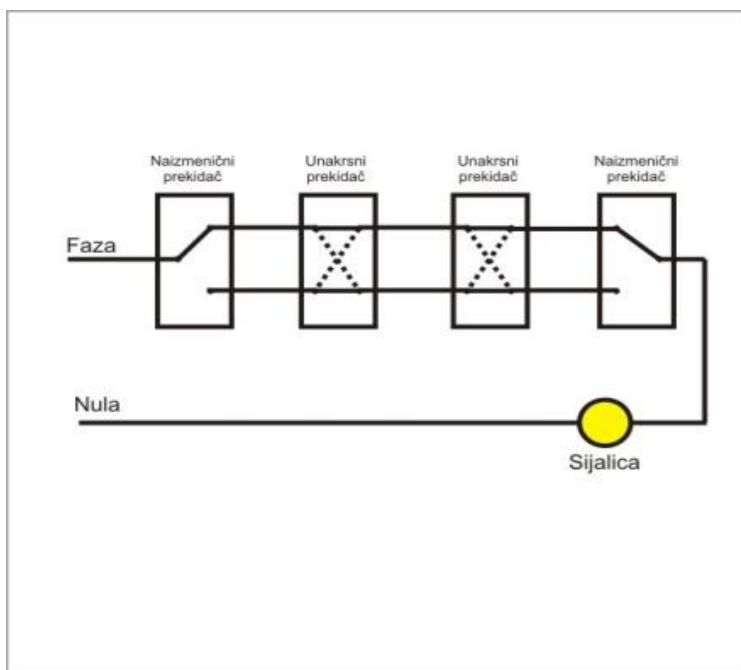 Naizmenični
prekidač
Unakrsni
prekidač
Unakrsni
prekidač
Naizmenični
prekidač
Faza
Nula
Sijalica